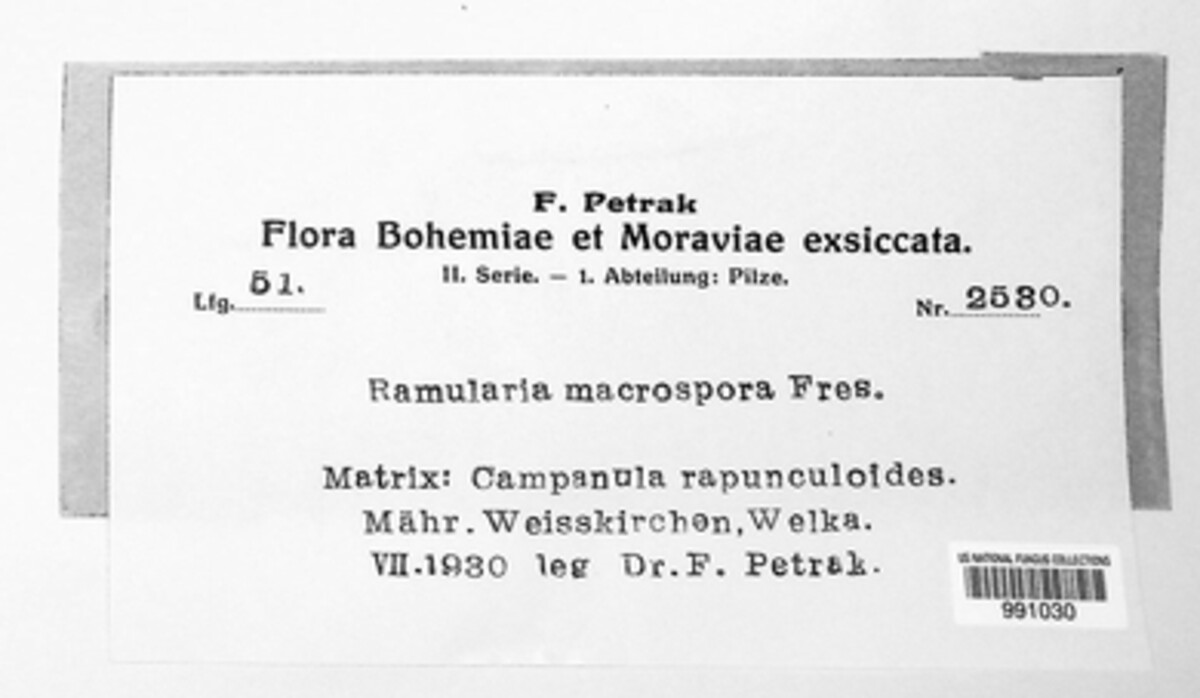 F. Petrak
Flora Bohemiae et Moraviae exsiccata.
II. Serie. — 1. Abteilung: Pilze.
Lfg. 51.
Nr. 2530.
Ramularia macrospora Fres.
Matrix: Campanula rapunculoides.
Mähr. Weisskirchen, Welka.
VII.1930 leg Dr. F. Petrak.
US NATIONAL FUNGUS COLLECTIONS
991030